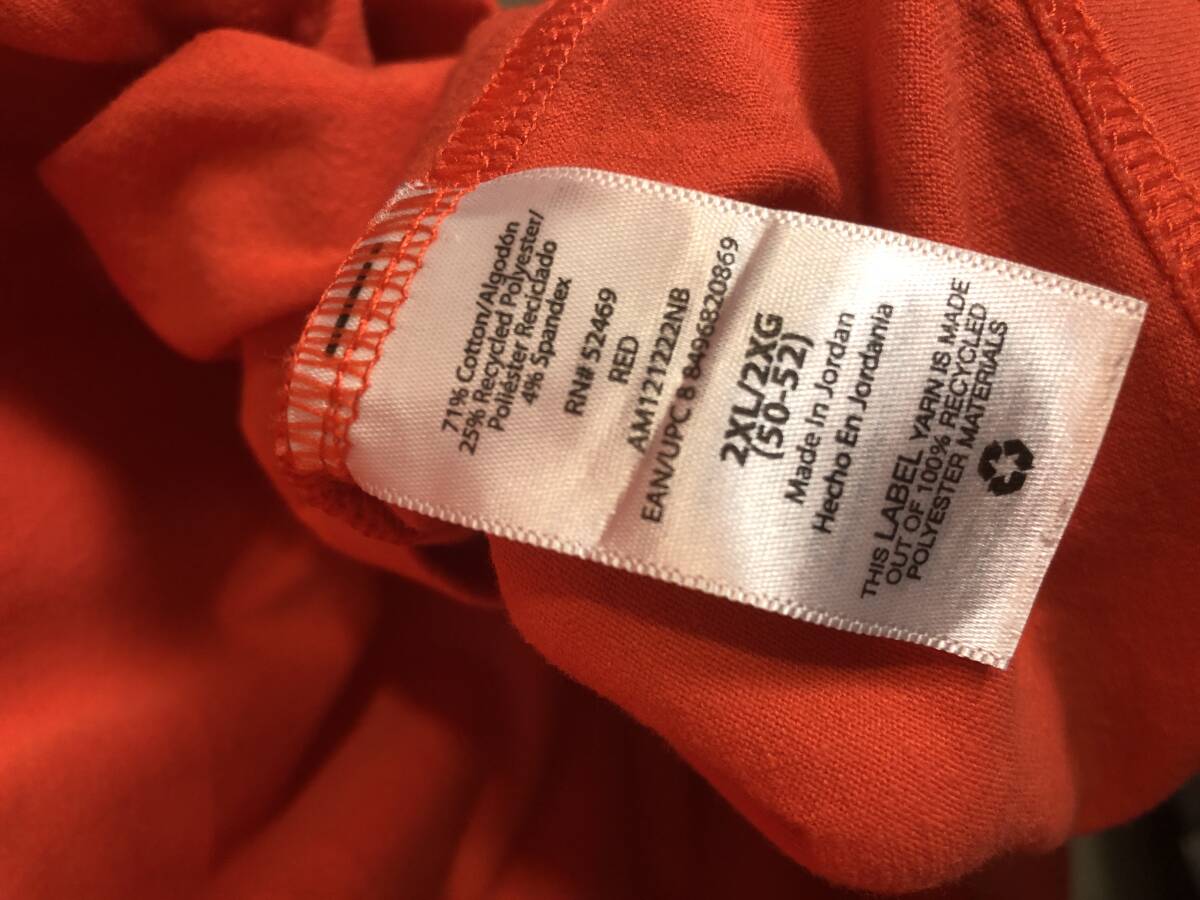 71% Cotton/Algodón
25% Recycled Polyester/
Poliéster Reciclado
4% Spandex
RN# 52469
RED
AM121222NB
EAN/UPC 8 8496820869
2XL/2XG
(50-52)
Made In Jordan
Hecho En Jordania
THIS LABEL YARN IS MADE
OUT OF 100% RECYCLED
POLYESTER MATERIALS